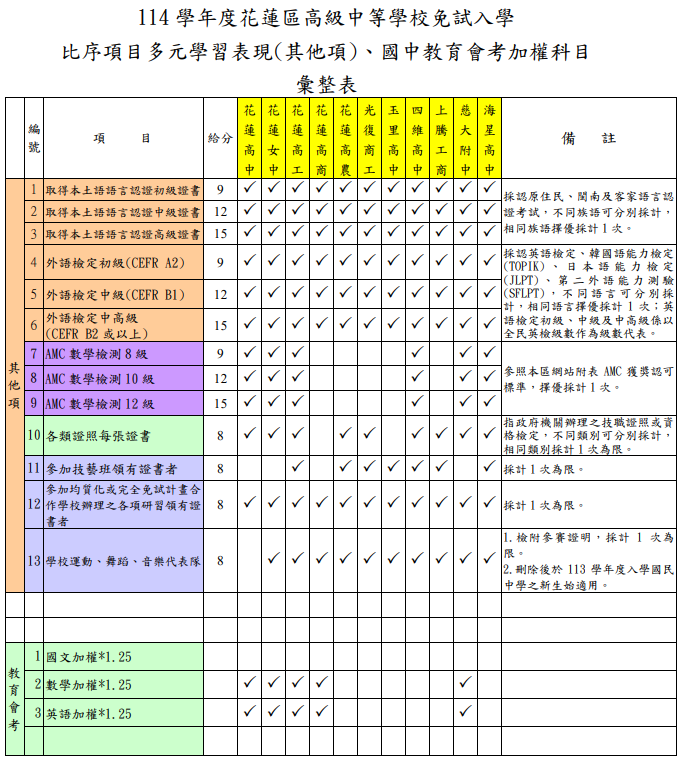 114 學年度花蓮區高級中等學校免試入學
比序項目多元學習表現(其他項)、國中教育會考加權科目
彙整表
編號 項 目 給分 花蓮高中 花蓮女中 花蓮高工 花蓮高商 花蓮高農 光復商工 玉里高中 四維高中 上騰工商 慈大附中 海星高中 備 註
其他項
1 取得本土語語言認證初級證書 9 ✓ ✓ ✓ ✓ ✓ ✓ ✓ ✓ ✓ ✓ ✓
2 取得本土語語言認證中級證書 12 ✓ ✓ ✓ ✓ ✓ ✓ ✓ ✓ ✓ ✓ ✓
3 取得本土語語言認證高級證書 15 ✓ ✓ ✓ ✓ ✓ ✓ ✓ ✓ ✓ ✓ ✓
採認原住民、閩南及客家語言認
證考試，不同族語可分別採計，
相同族語擇優採計1次。
4 外語檢定初級(CEFR A2) 9 ✓ ✓ ✓ ✓ ✓ ✓ ✓ ✓ ✓ ✓ ✓
5 外語檢定中級(CEFR B1) 12 ✓ ✓ ✓ ✓ ✓ ✓ ✓ ✓ ✓ ✓ ✓
6 外語檢定中高級
(CEFR B2 或以上) 15 ✓ ✓ ✓ ✓ ✓ ✓ ✓ ✓ ✓ ✓ ✓
採認英語檢定、韓國語能力檢定
(TOPIK)、日本語能力檢定
(JLPT)、第二外語能力測驗
(SFLPT)，不同語言可分別採
計，相同語言擇優採計1次；英
語檢定初級、中級及中高級係以
全民英檢級數作為級數代表。
7 AMC 數學檢測 8 級 9 ✓ ✓ ✓ ✓ ✓ ✓
8 AMC 數學檢測 10 級 12 ✓ ✓ ✓ ✓ ✓ ✓
9 AMC 數學檢測 12 級 15 ✓ ✓ ✓ ✓ ✓ ✓
參照本區網站附表 AMC 獲獎認可
標準，擇優採計1次。
10 各類證照每張證書 8 ✓ ✓ ✓ ✓ ✓ ✓ ✓ ✓ ✓
指政府機關辦理之技職證照或資
格檢定，不同類別可分別採計，
相同類別採計1次為限。
11 參加技藝班領有證書者 8 ✓ ✓ ✓ ✓ ✓ ✓ ✓ 採計1次為限。
12 參加均質化或完全免試計畫合
作學校辦理之各項研習領有證
書者 8 ✓ ✓ ✓ ✓ ✓ ✓ ✓ ✓ ✓ ✓ ✓ 採計1次為限。
13 學校運動、舞蹈、音樂代表隊 8 ✓ ✓ ✓ ✓ ✓ ✓ ✓ ✓ ✓ ✓
1.檢附參賽證明，採計 1 次為
限。
2.刪除後於 113 學年度入學國民
中學之新生始適用。
教育會考
1 國文加權*1.25
2 數學加權*1.25 ✓ ✓ ✓ ✓ ✓
3 英語加權*1.25 ✓ ✓ ✓ ✓ ✓